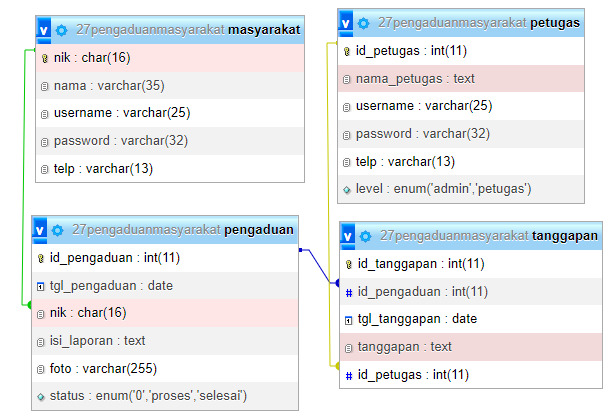 27pengaduanmasyarakat masyarakat
nik : char(16)
nama : varchar(35)
username : varchar(25)
password : varchar(32)
telp : varchar(13)
27pengaduanmasyarakat petugas
id_petugas : int(11)
nama_petugas : text
username : varchar(25)
password : varchar(32)
telp : varchar(13)
level : enum('admin','petugas')
27pengaduanmasyarakat pengaduan
id_pengaduan : int(11)
tgl_pengaduan : date
nik : char(16)
isi_laporan : text
foto : varchar(255)
status : enum('0','proses','selesai')
27pengaduanmasyarakat tanggapan
id_tanggapan : int(11)
id_pengaduan : int(11)
tgl_tanggapan : date
tanggapan : text
id_petugas : int(11)